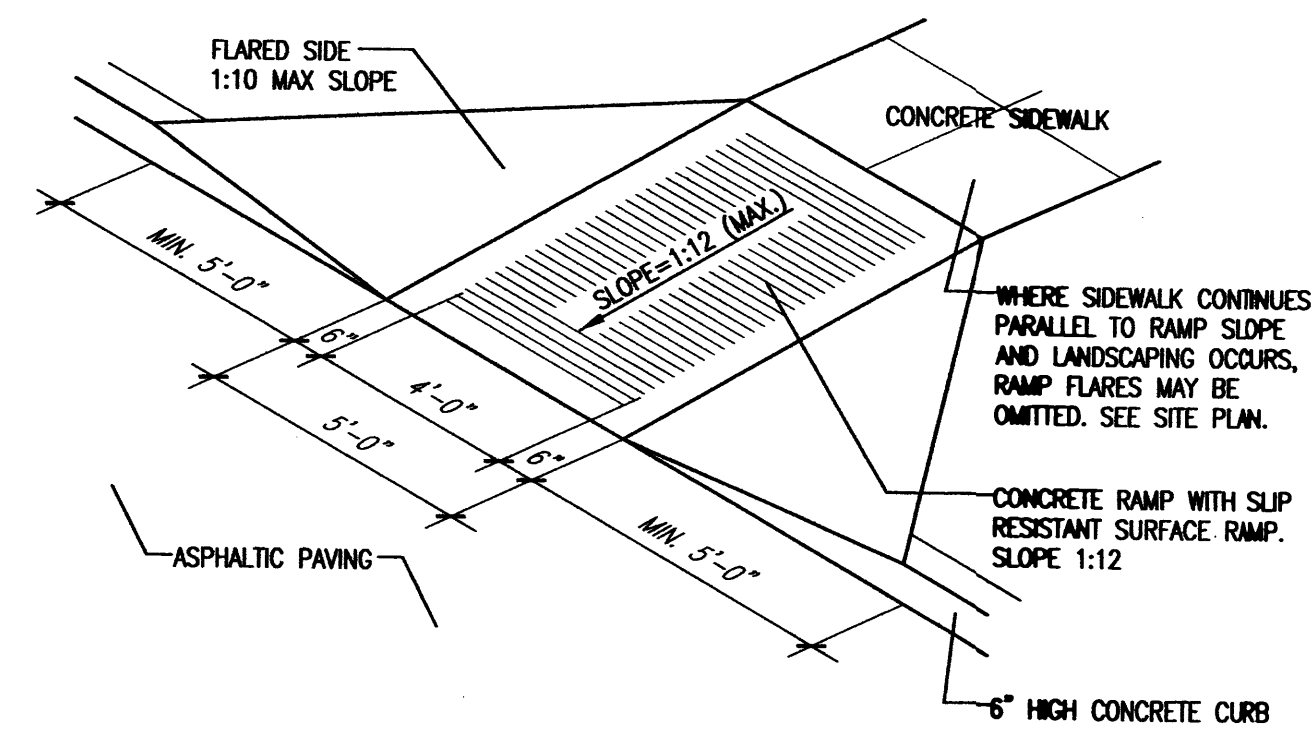 FLARED SIDE
1:10 MAX SLOPE
CONCRETE SIDEWALK
SLOPE=1:12 (MAX.)
MIN. 5'-0"
6"
4'-0"
5'-0"
6"
MIN. 5'-0"
WHERE SIDEWALK CONTINUES
PARALLEL TO RAMP SLOPE
AND LANDSCAPING OCCURS,
RAMP FLARES MAY BE
OMITTED. SEE SITE PLAN.
CONCRETE RAMP WITH SLIP
RESISTANT SURFACE RAMP.
SLOPE 1:12
ASPHALTIC PAVING
6" HIGH CONCRETE CURB